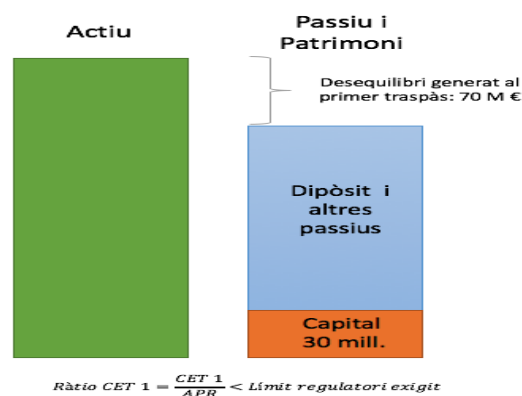 Actiu
Passiu i
Patrimoni
Desequilibri generat al
primer traspàs: 70 M €
Dipòsit i
altres
passius
Capital
30 mill.
Ràtio CET 1 = CET 1 / APR < Límit regulatori exigit